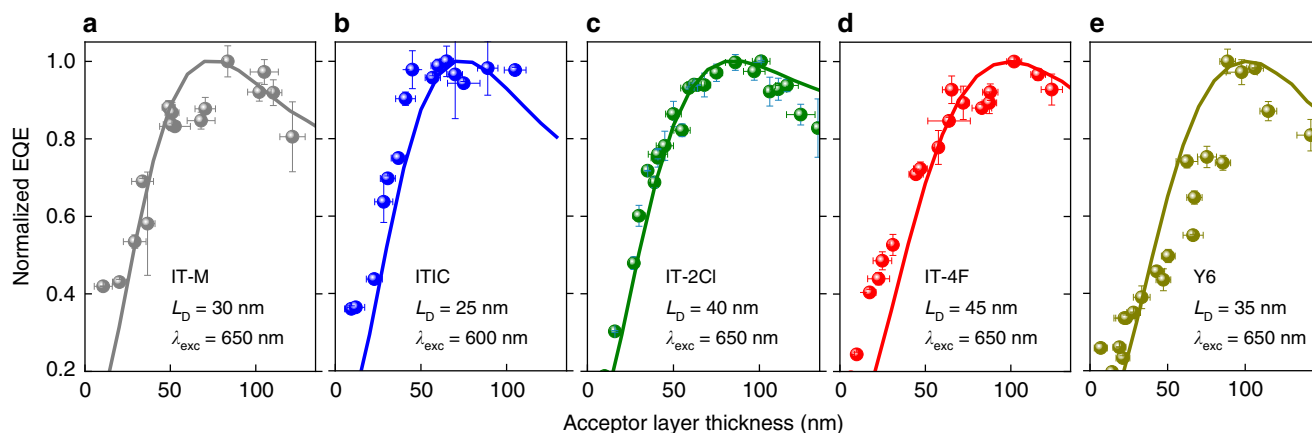 a
b
c
d
e
Normalized EQE
1.0
0.8
0.6
0.4
0.2
IT-M
L_D = 30 nm
λ_exc = 650 nm
ITIC
L_D = 25 nm
λ_exc = 600 nm
IT-2Cl
L_D = 40 nm
λ_exc = 650 nm
IT-4F
L_D = 45 nm
λ_exc = 650 nm
Y6
L_D = 35 nm
λ_exc = 650 nm
0 50 100 0 50 100 0 50 100 0 50 100 0 50 100
Acceptor layer thickness (nm)